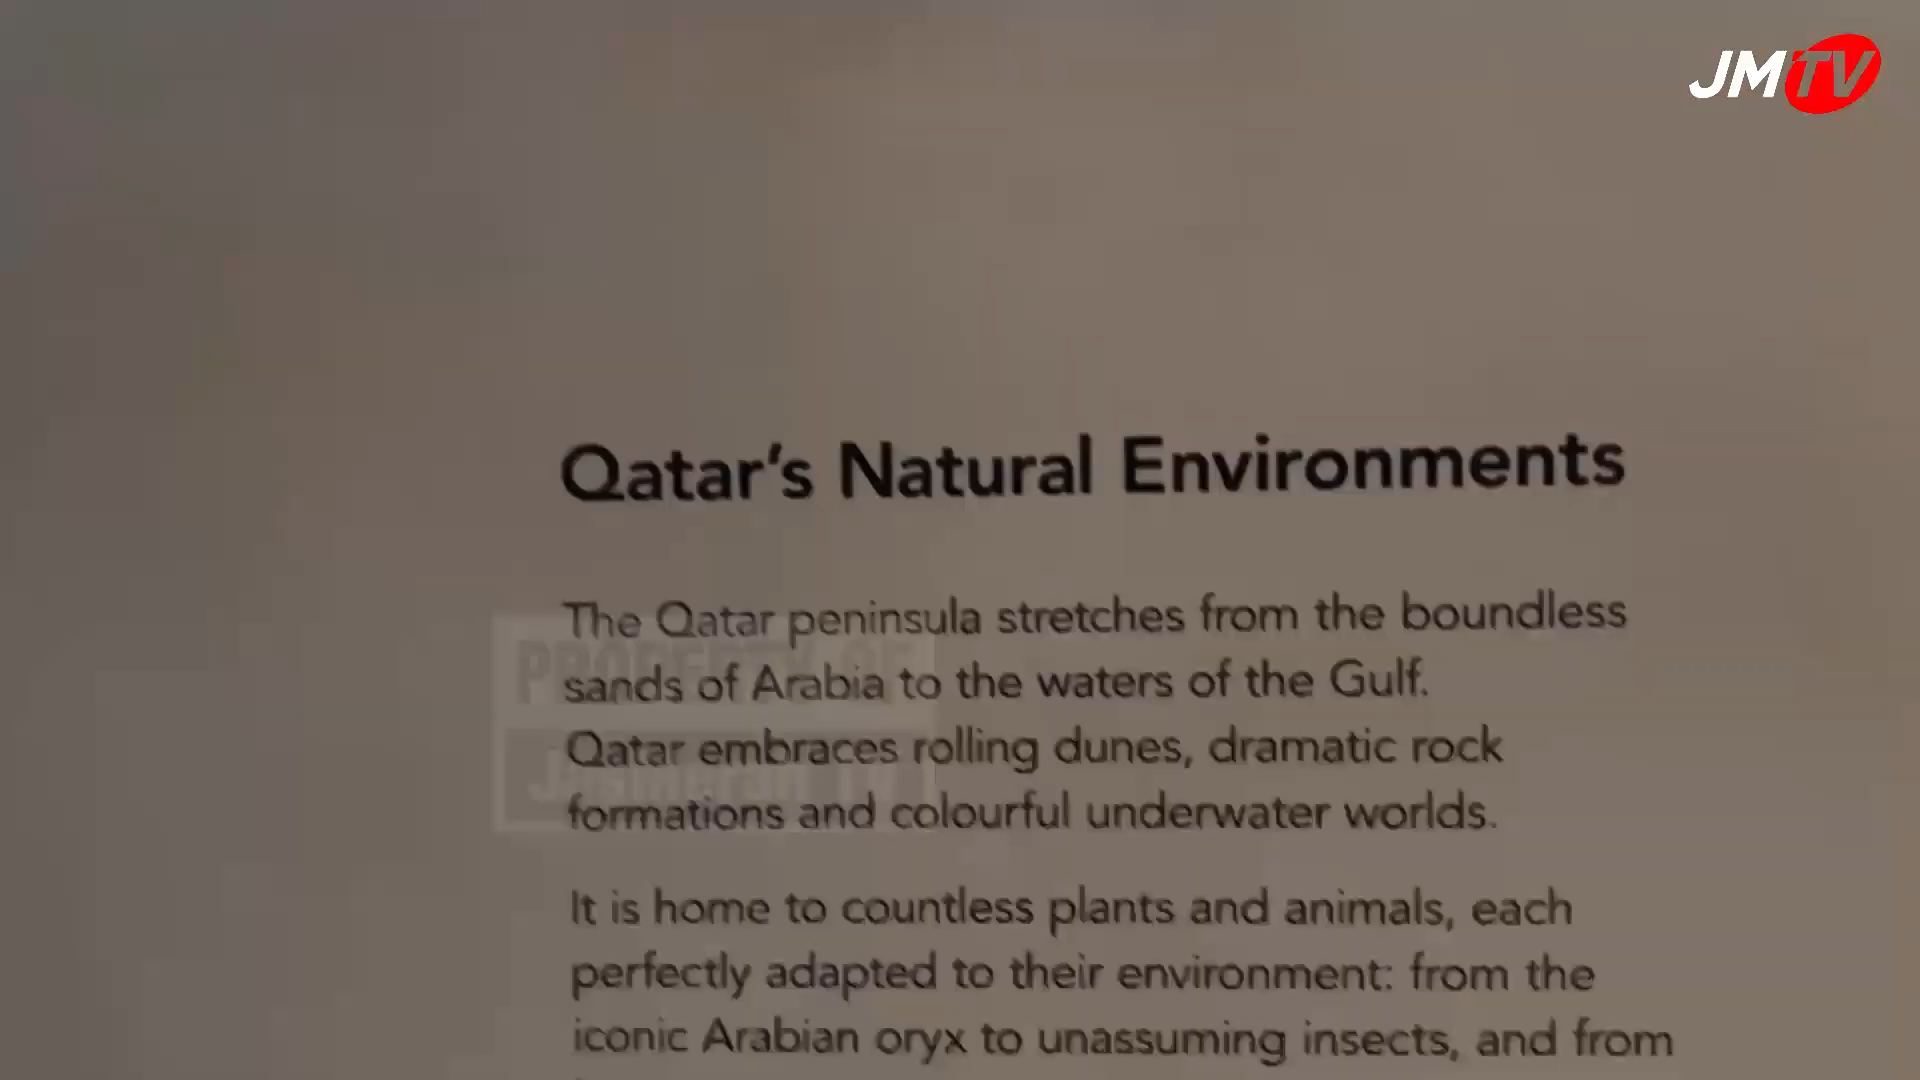 JMTV
Qatar's Natural Environments
The Qatar peninsula stretches from the boundless
sands of Arabia to the waters of the Gulf.
Qatar embraces rolling dunes, dramatic rock
formations and colourful underwater worlds.
It is home to countless plants and animals, each
perfectly adapted to their environment: from the
iconic Arabian oryx to unassuming insects, and from
PROPERTY OF